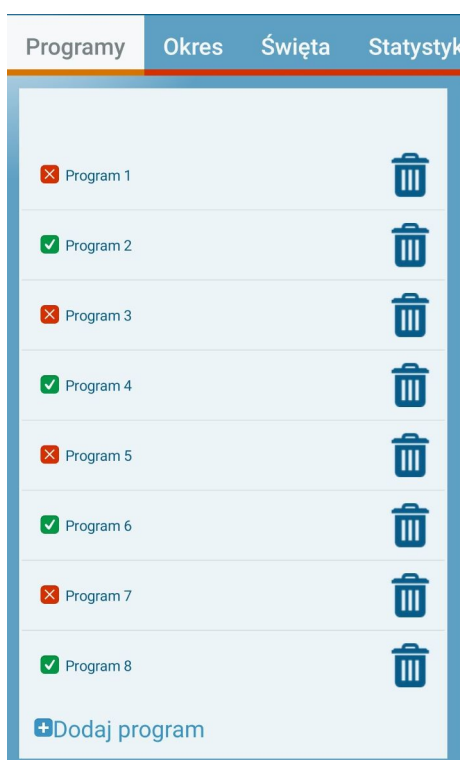 Programy Okres Święta Statystyk
Program 1
Program 2
Program 3
Program 4
Program 5
Program 6
Program 7
Program 8
Dodaj program